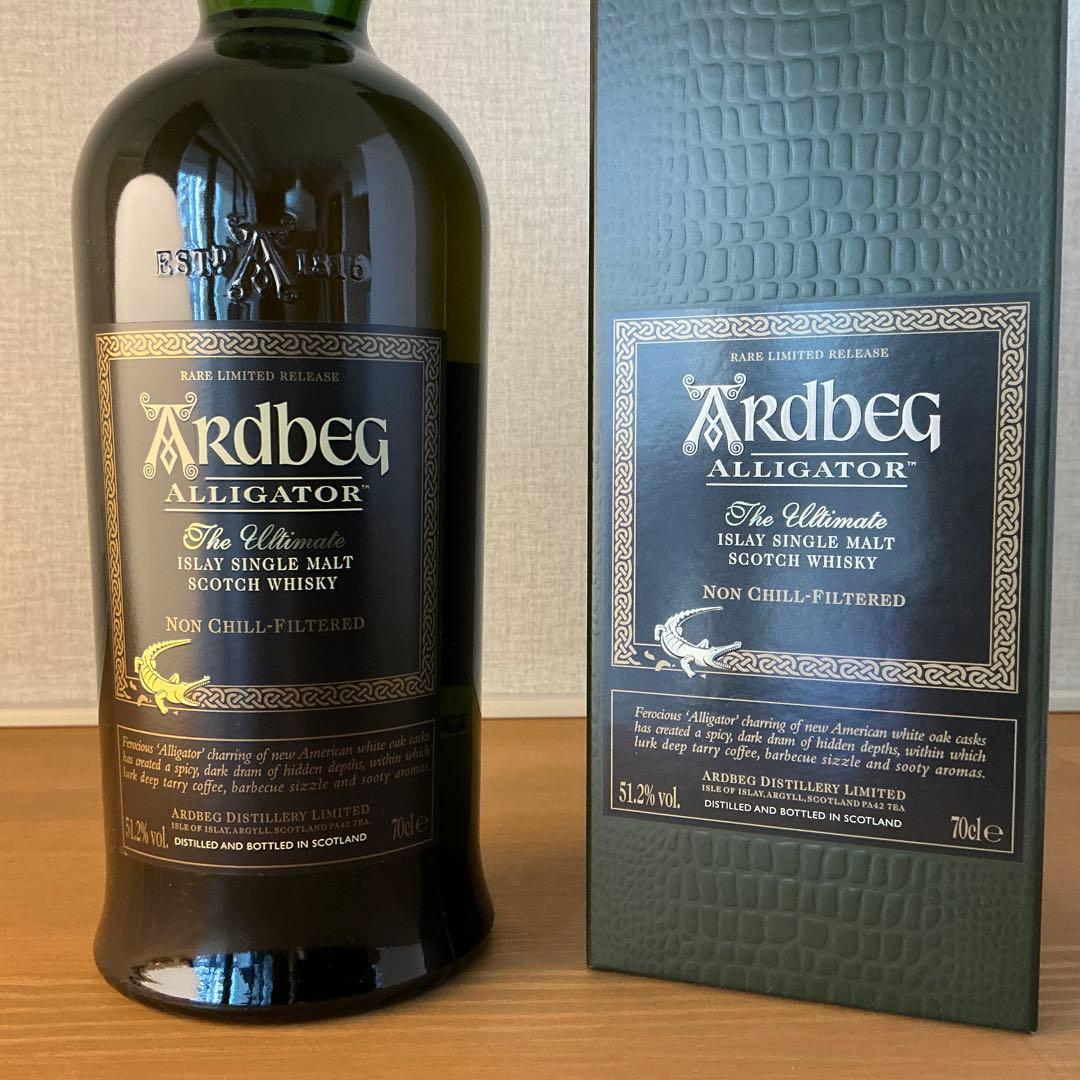 ESTD A 1815
RARE LIMITED RELEASE
ARDBEG
ALLIGATOR™
The Ultimate
ISLAY SINGLE MALT
SCOTCH WHISKY
NON CHILL-FILTERED
Ferocious 'Alligator' charring of new American white oak casks
has created a spicy, dark dram of hidden depths, within which
lurk deep tarry coffee, barbecue sizzle and sooty aromas.
ARDBEG DISTILLERY LIMITED
ISLE OF ISLAY, ARGYLL, SCOTLAND PA42 7EA
51.2% vol.
DISTILLED AND BOTTLED IN SCOTLAND
70cl e
RARE LIMITED RELEASE
ARDBEG
ALLIGATOR™
The Ultimate
ISLAY SINGLE MALT
SCOTCH WHISKY
NON CHILL-FILTERED
Ferocious 'Alligator' charring of new American white oak casks
has created a spicy, dark dram of hidden depths, within which
lurk deep tarry coffee, barbecue sizzle and sooty aromas.
ARDBEG DISTILLERY LIMITED
ISLE OF ISLAY, ARGYLL, SCOTLAND PA42 7EA
51.2% vol.
DISTILLED AND BOTTLED IN SCOTLAND
70cl e